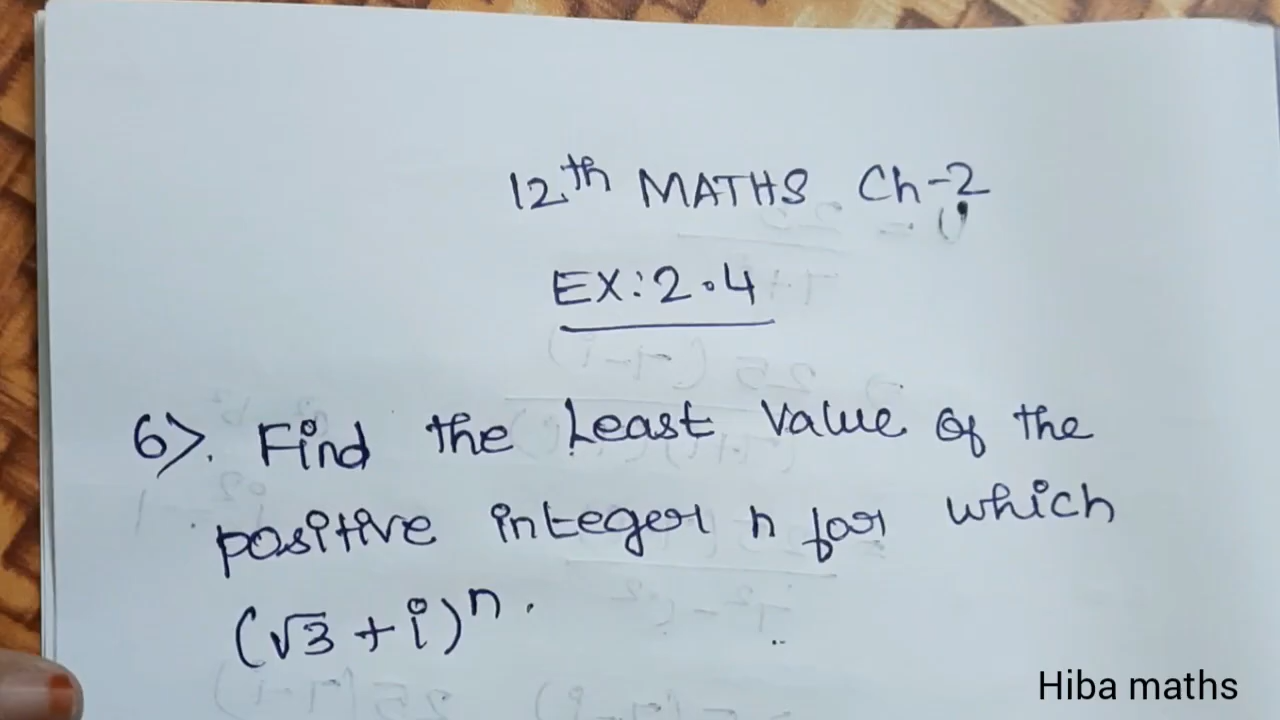 12th MATHS Ch-2
EX: 2.4
6). Find the Least Value of the
positive integer n for which
(√3 + i)ⁿ.
Hiba maths